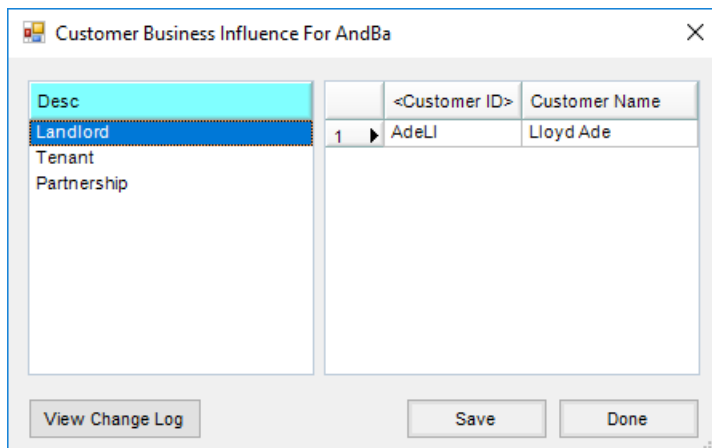 Customer Business Influence For AndBa
Desc
Landlord
Tenant
Partnership
<Customer ID> Customer Name
1 AdeLl Lloyd Ade
View Change Log
Save
Done